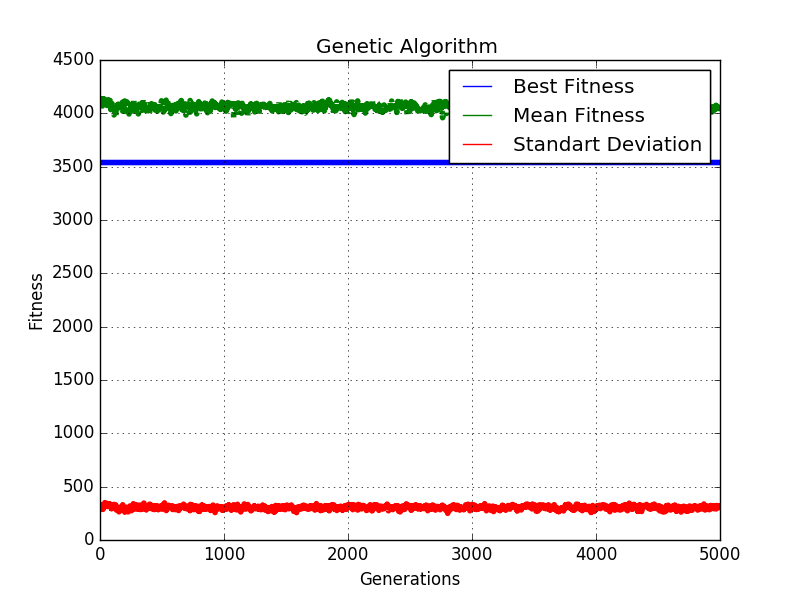 Genetic Algorithm
4500
4000
3500
3000
2500
2000
1500
1000
500
0
Fitness
Best Fitness
Mean Fitness
Standart Deviation
0 1000 2000 3000 4000 5000
Generations